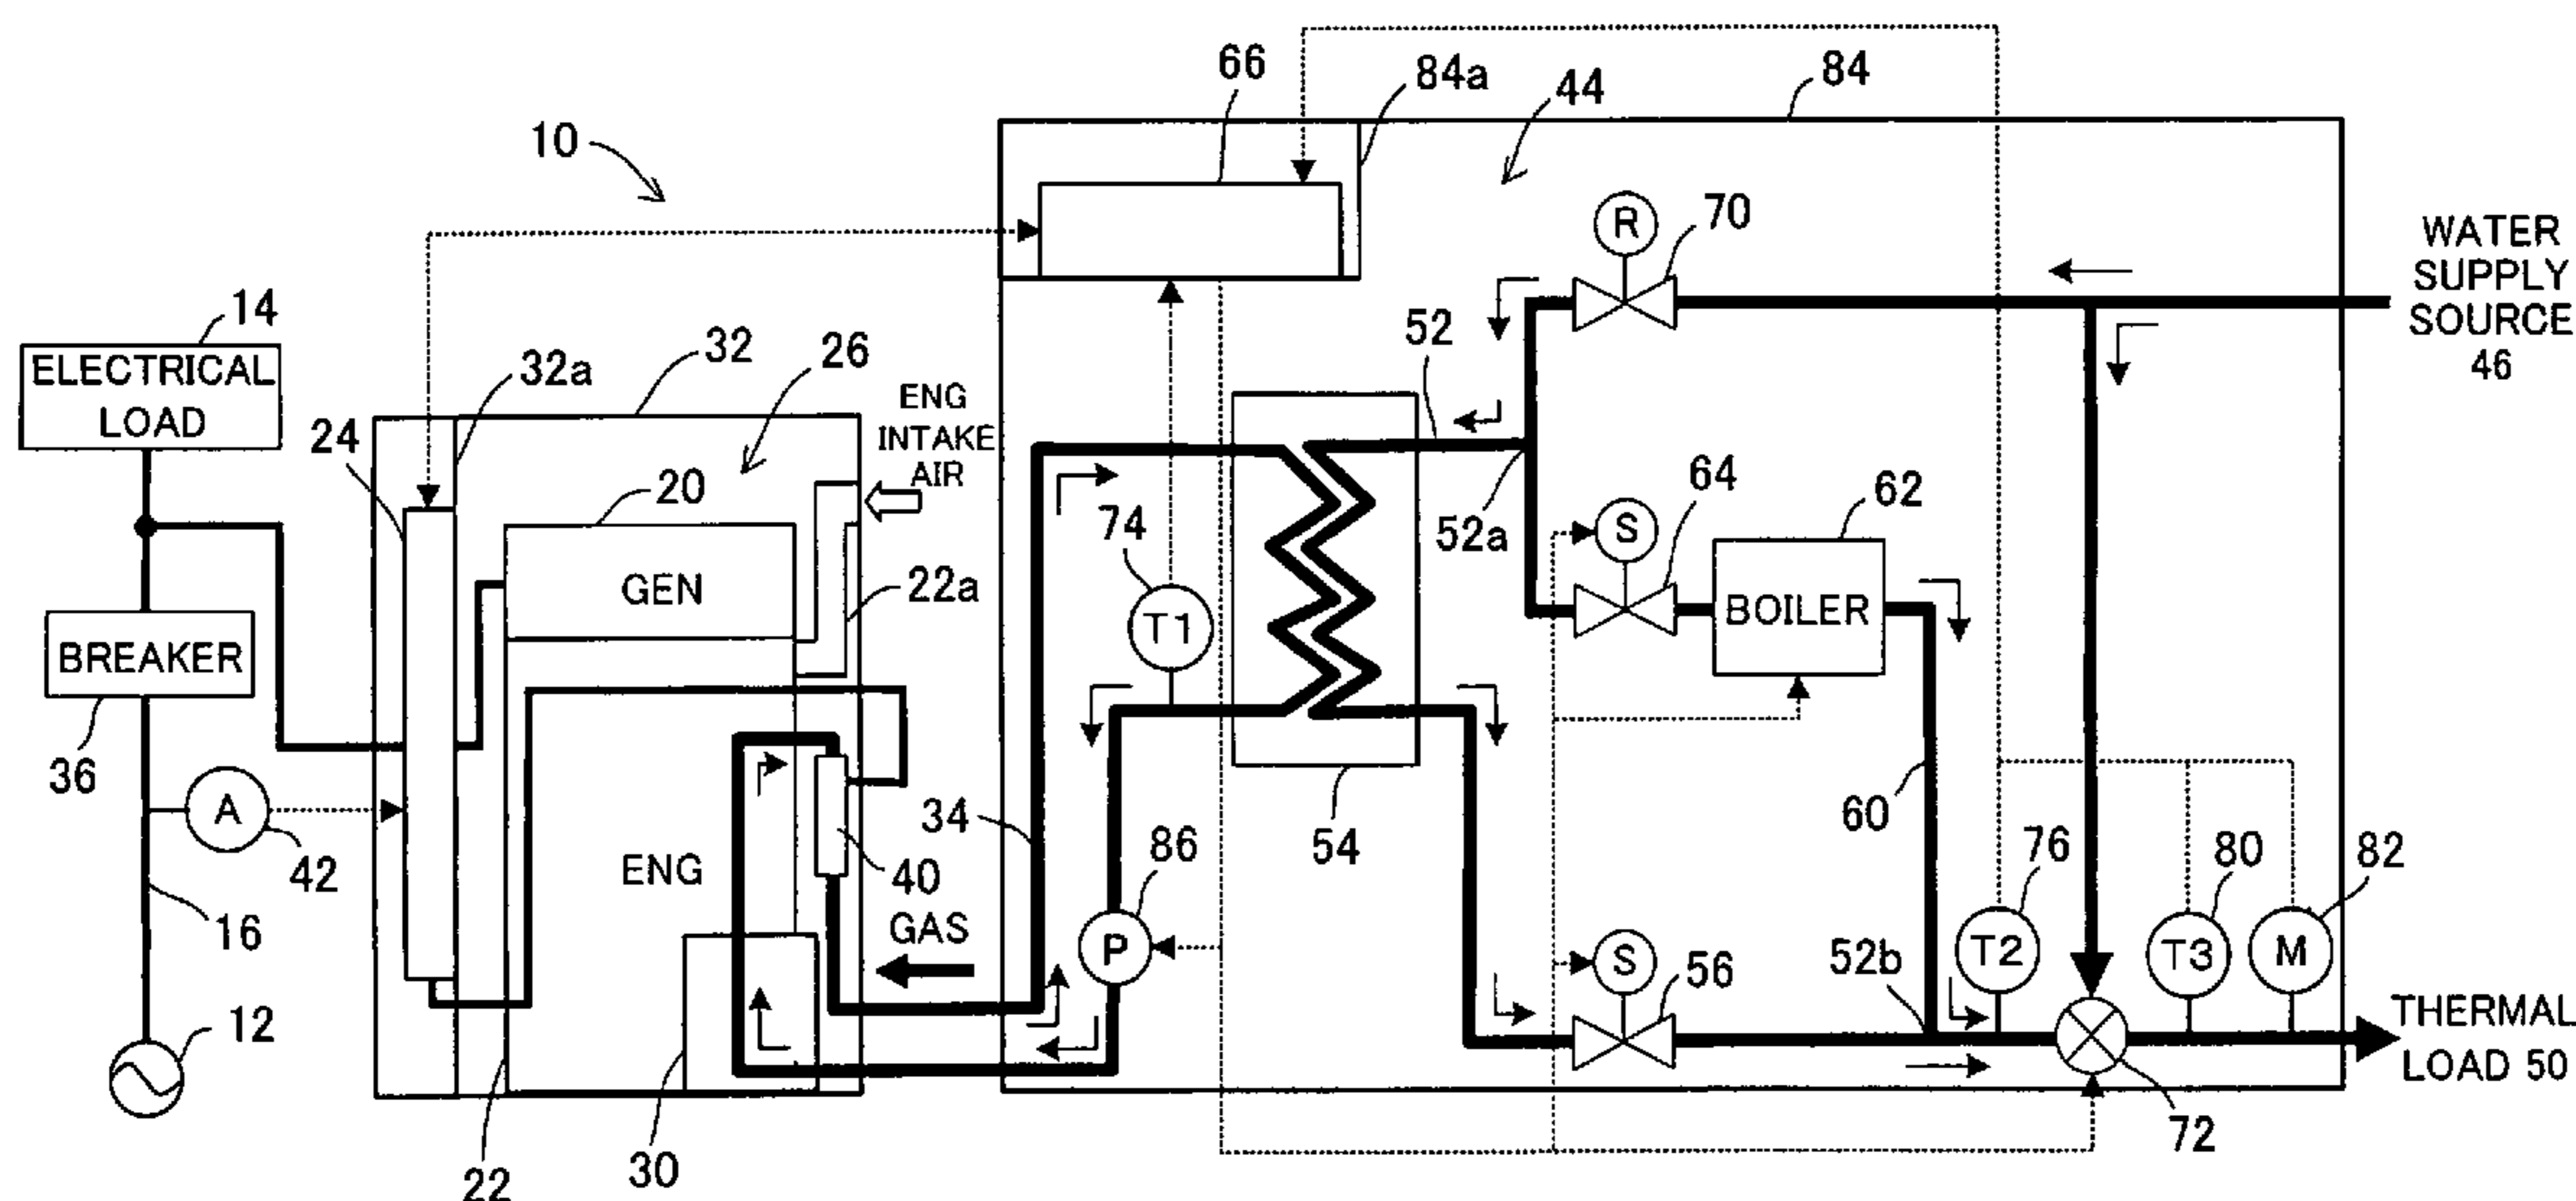 66
84a
44
84
10
R
70
WATER
SUPPLY
SOURCE
46
14
ELECTRICAL
LOAD
32
26
32a
24
ENG
INTAKE
AIR
52
20
74
64
62
52a
S
GEN
22a
T1
BOILER
BREAKER
36
A
42
34
86
54
60
76
80
82
ENG
40
GAS
16
P
S
56
52b
T2
T3
M
12
THERMAL
LOAD 50
22
30
72